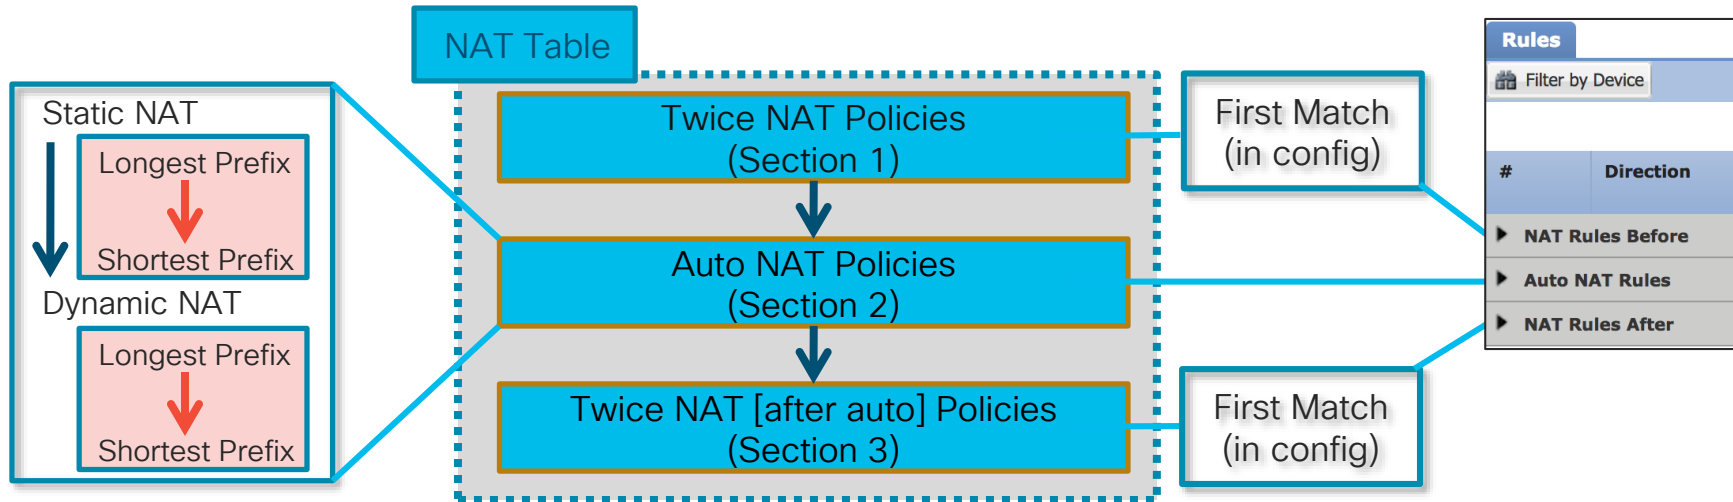 NAT Table
Static NAT
Longest Prefix
Shortest Prefix
Dynamic NAT
Longest Prefix
Shortest Prefix
Twice NAT Policies
(Section 1)
Auto NAT Policies
(Section 2)
Twice NAT [after auto] Policies
(Section 3)
First Match
(in config)
First Match
(in config)
Rules
Filter by Device
# Direction
NAT Rules Before
Auto NAT Rules
NAT Rules After